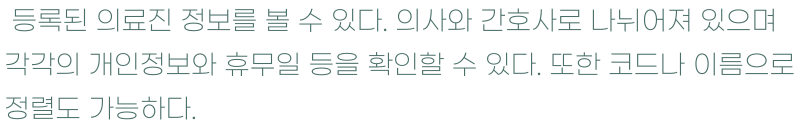 등록된 의료진 정보를 볼 수 있다. 의사와 간호사로 나뉘어져 있으며
각각의 개인정보와 휴무일 등을 확인할 수 있다. 또한 코드나 이름으로
정렬도 가능하다.